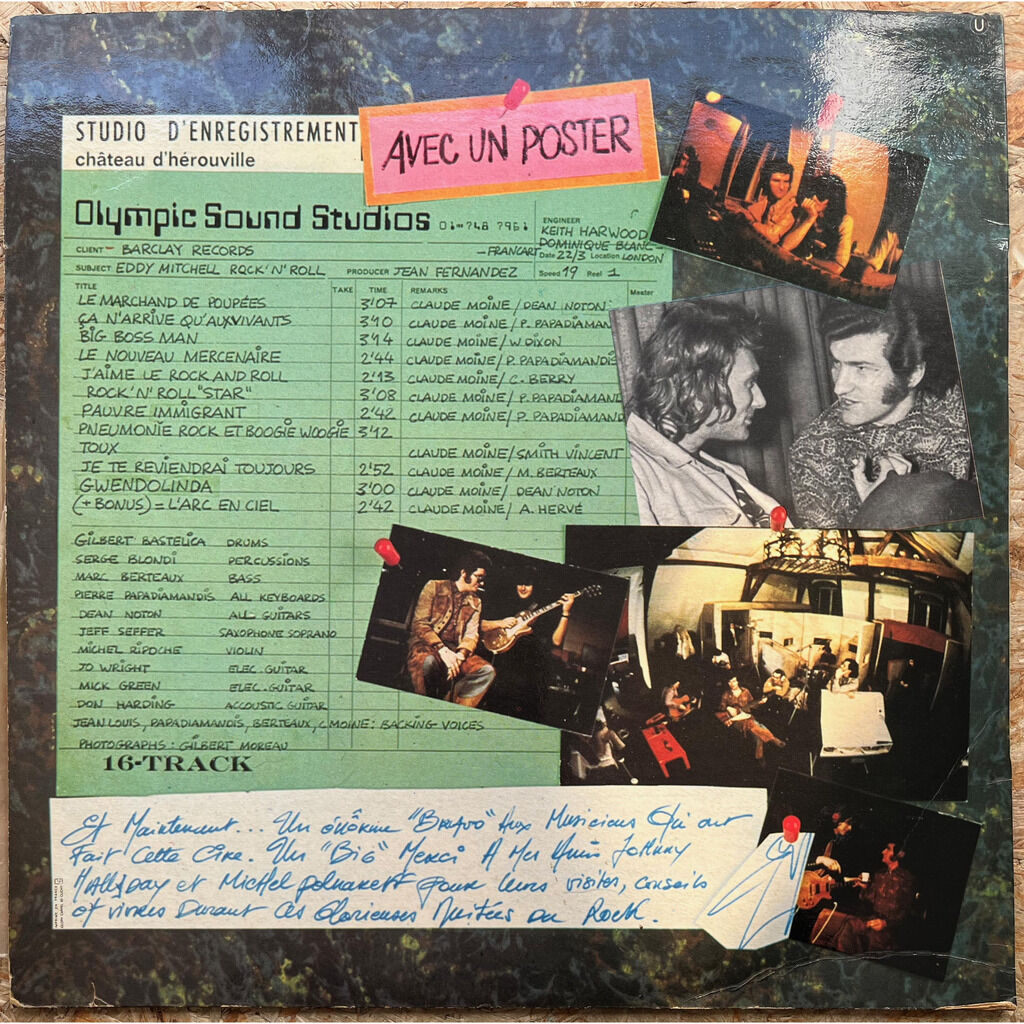 U
STUDIO D'ENREGISTREMENT
château d'hérouville
AVEC UN POSTER
Olympic Sound Studios 01-748 7961
ENGINEER
KEITH HARWOOD
DOMINIQUE BLANC-
CLIENT- BARCLAY RECORDS
-FRANCART
Date 22/3 Location LONDON
SUBJECT EDDY MITCHELL ROCK'N'ROLL PRODUCER JEAN FERNANDEZ Speed 19 Reel 1
TITLE TAKE TIME REMARKS Master
LE MARCHAND DE POUPÉES 3'07 CLAUDE MOINE/DEAN NOTON
ÇA N'ARRIVE QU'AUX VIVANTS 3'10 CLAUDE MOINE/P. PAPADIAMAN
BIG BOSS MAN 3'14 CLAUDE MOINE/W. DIXON
LE NOUVEAU MERCENAIRE 2'44 CLAUDE MOINE/P. PAPADIAMANDIS
J'AIME LE ROCK AND ROLL 2'13 CLAUDE MOINE/C. BERRY
ROCK'N'ROLL "STAR" 3'08 CLAUDE MOINE/P. PAPADIAMAND
PAUVRE IMMIGRANT 2'42 CLAUDE MOINE/P. PAPADIAMAND
PNEUMONIE ROCK ET BOOGIE WOOGIE 3'12
TOUX CLAUDE MOINE/SMITH VINCENT
JE TE REVIENDRAI TOUJOURS 2'52 CLAUDE MOINE/M. BERTEAUX
GWENDOLINDA 3'00 CLAUDE MOINE/DEAN NOTON
(+BONUS)=L'ARC EN CIEL 2'42 CLAUDE MOINE/A. HERVÉ
GILBERT BASTELICA DRUMS
SERGE BLONDI PERCUSSIONS
MARC BERTEAUX BASS
PIERRE PAPADIAMANDIS ALL KEYBOARDS
DEAN NOTON ALL GUITARS
JEFF SEFFER SAXOPHONE SOPRANO
MICHEL RIPOCHE VIOLIN
JO WRIGHT ELEC. GUITAR
MICK GREEN ELEC. GUITAR
DON HARDING ACCOUSTIC GUITAR
JEAN LOUIS, PAPADIAMANDIS, BERTEAUX, C. MOINE: BACKING VOICES
PHOTOGRAPHS: GILBERT MOREAU
16-TRACK
Et Maintenant... Un énôrme "Bravo" Aux Musiciens Qui ont
Fait Cette Cire. Un "Big" Merci A Mes Amis Johnny
Hallyday et Michel Polnareff pour leurs visites, conseils
et vivres Durant Ces Glorieuses Nuitées du Rock.